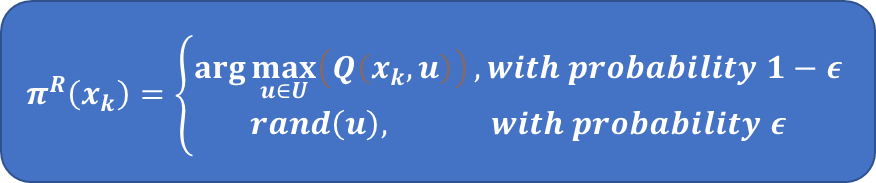 π^R(x_k) = { arg max_{u∈U} (Q(x_k, u)), with probability 1 − ϵ
rand(u), with probability ϵ